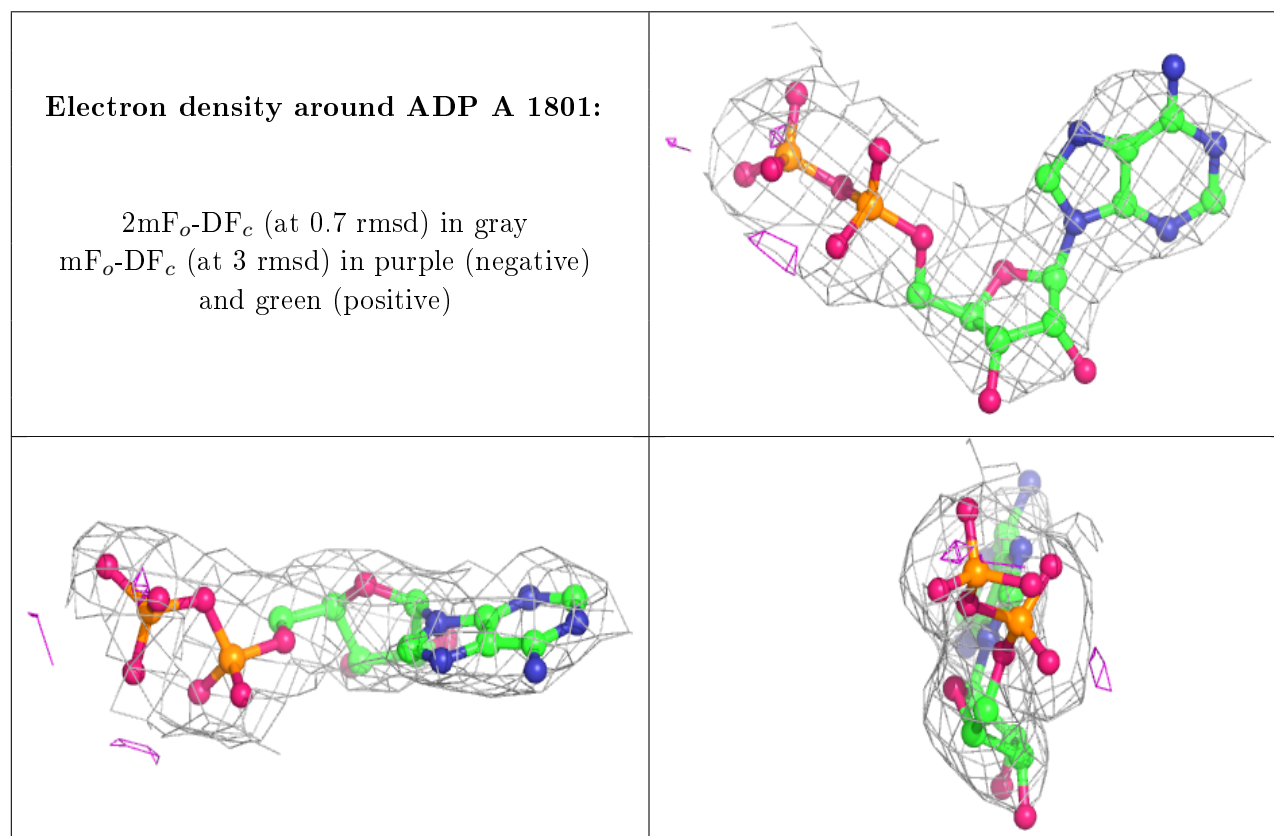 Electron density around ADP A 1801:
2mFₒ-DF𝒸 (at 0.7 rmsd) in gray
mFₒ-DF𝒸 (at 3 rmsd) in purple (negative)
and green (positive)